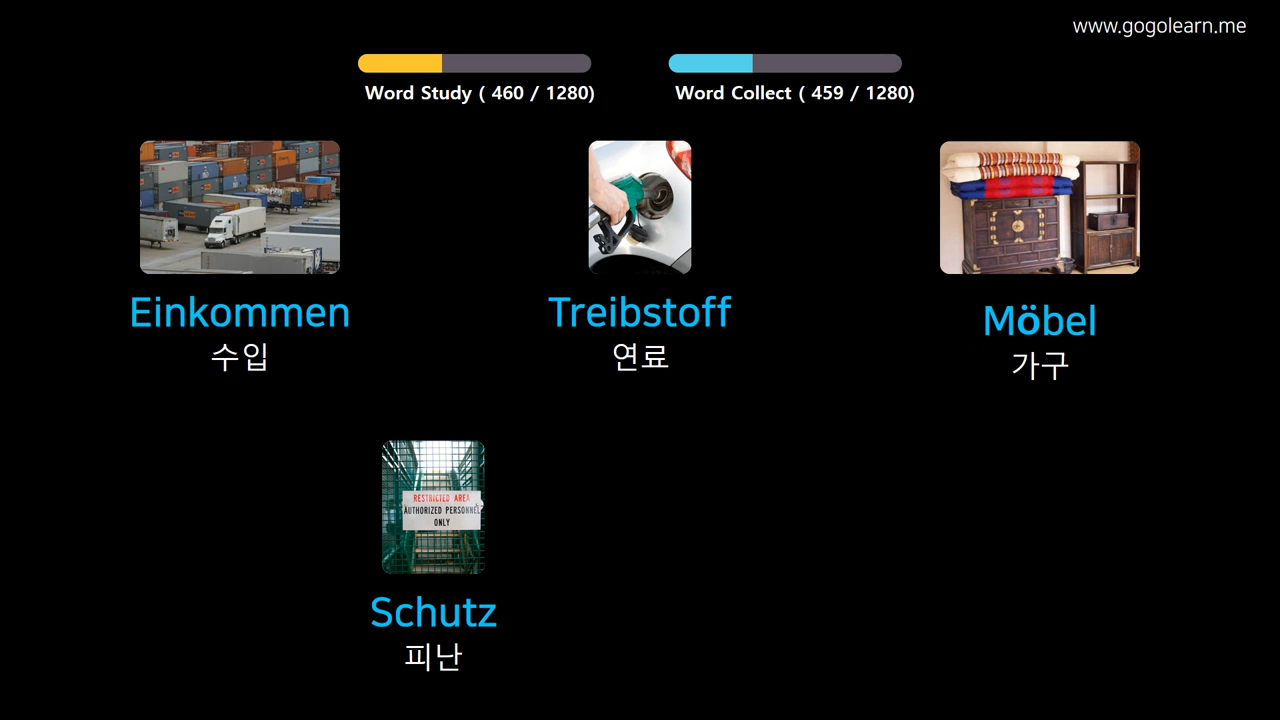 www.gogolearn.me
Word Study ( 460 / 1280)
Word Collect ( 459 / 1280)
Einkommen
수입
Treibstoff
연료
Möbel
가구
RESTRICTED AREA
AUTHORIZED PERSONNEL
ONLY
Schutz
피난